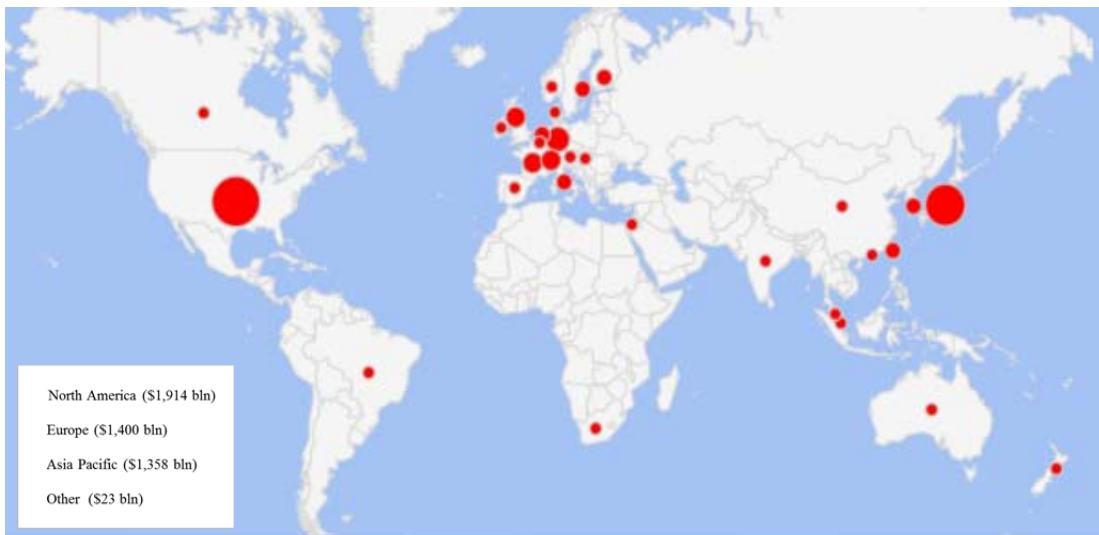 North America ($1,914 bln)
Europe ($1,400 bln)
Asia Pacific ($1,358 bln)
Other ($23 bln)